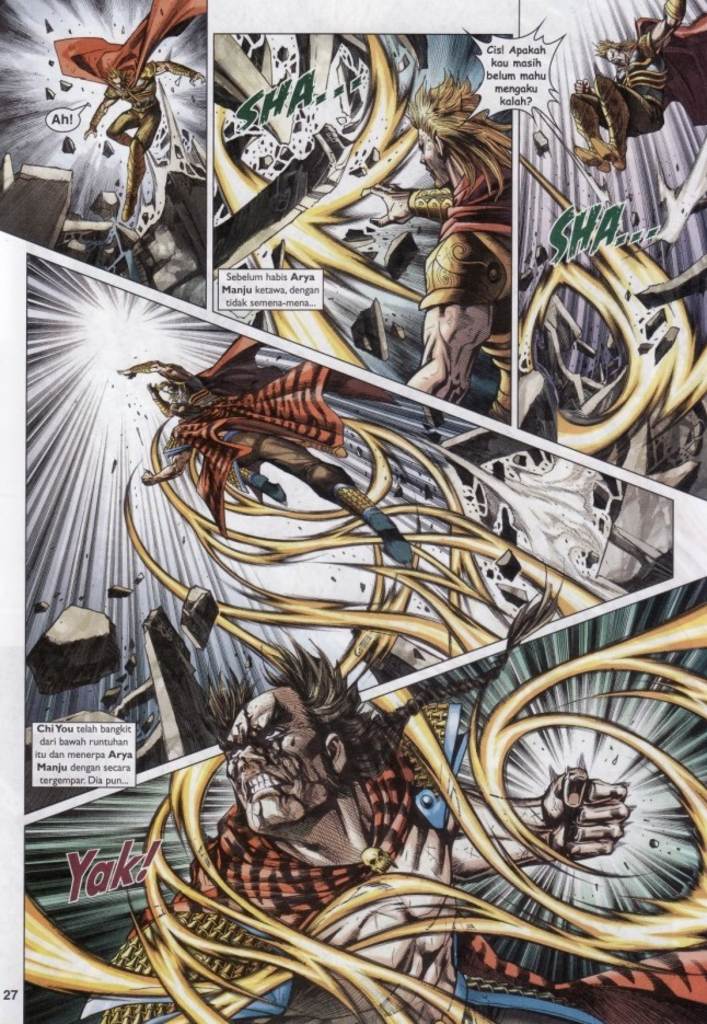 Ah!
SHA...
Sebelum habis Arya
Manju ketawa, dengan
tidak semena-mena...
Cis! Apakah
kau masih
belum mahu
mengaku
kalah?
SHA...
Chi You telah bangkit
dari bawah runtuhan
itu dan menerpa Arya
Manju dengan secara
tergempar. Dia pun...
Yak!
27